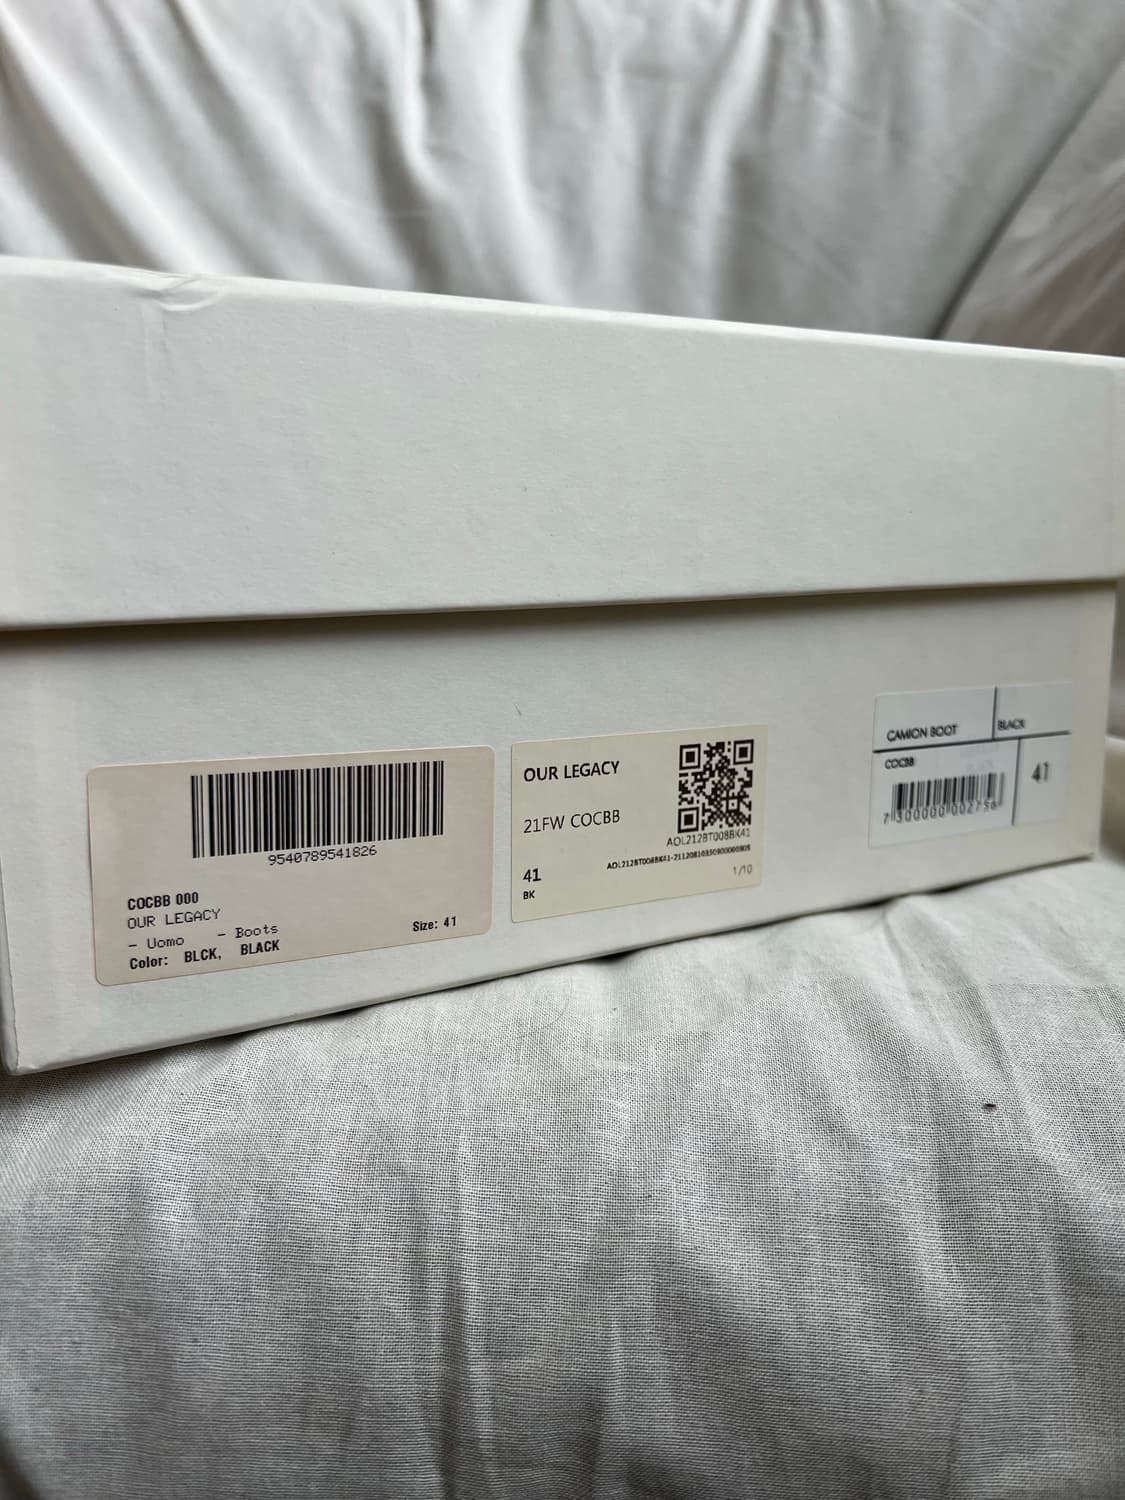 9540789541826
COCBB 000
OUR LEGACY
- Uomo - Boots
Size: 41
Color: BLCK, BLACK
OUR LEGACY
21FW COCBB
AOL212BT008BK41
41
BK
1/10
CAMION BOOT
BLACK
COCBB
41